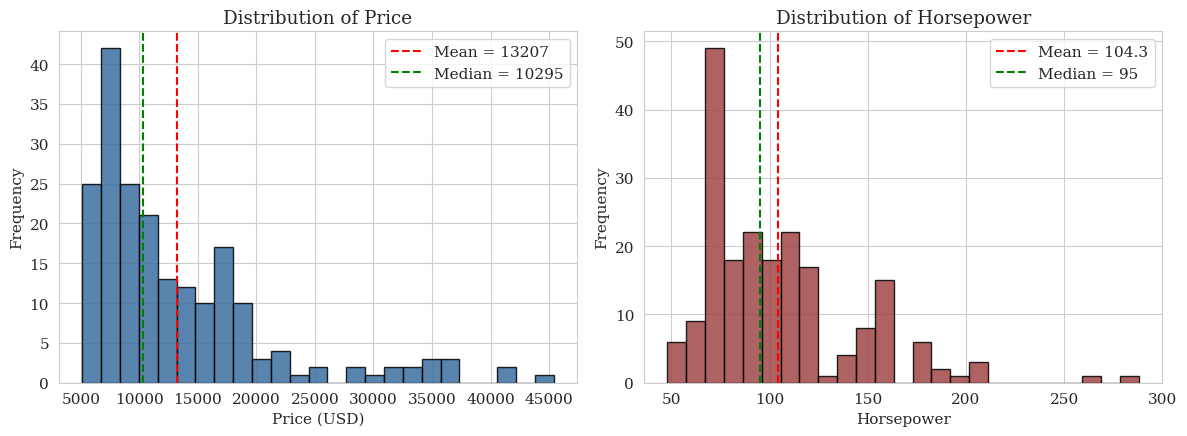 Distribution of Price
Mean = 13207
Median = 10295
Frequency
40
35
30
25
20
15
10
5
0
5000 10000 15000 20000 25000 30000 35000 40000 45000
Price (USD)
Distribution of Horsepower
Mean = 104.3
Median = 95
Frequency
50
40
30
20
10
0
50 100 150 200 250 300
Horsepower